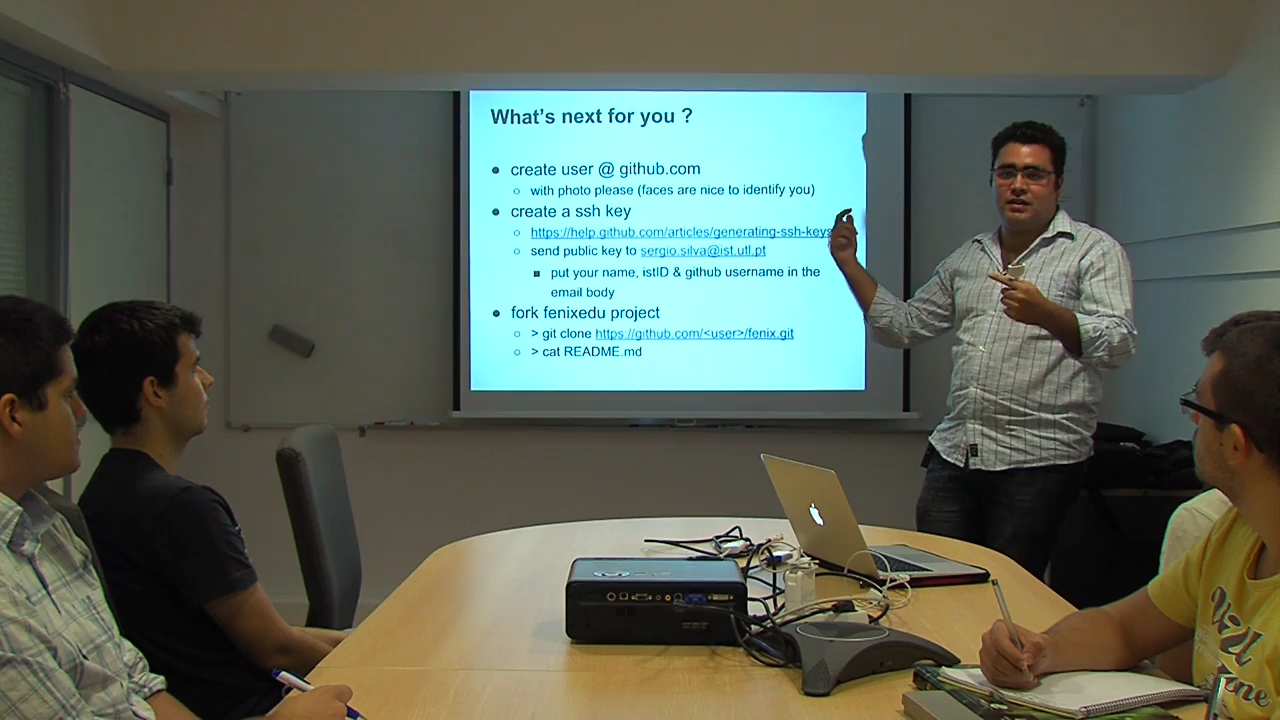 What's next for you ?
● create user @ github.com
○ with photo please (faces are nice to identify you)
● create a ssh key
○ https://help.github.com/articles/generating-ssh-keys
○ send public key to sergio.silva@ist.utl.pt
■ put your name, istID & github username in the
email body
● fork fenixedu project
○ > git clone https://github.com/<user>/fenix.git
○ > cat README.md